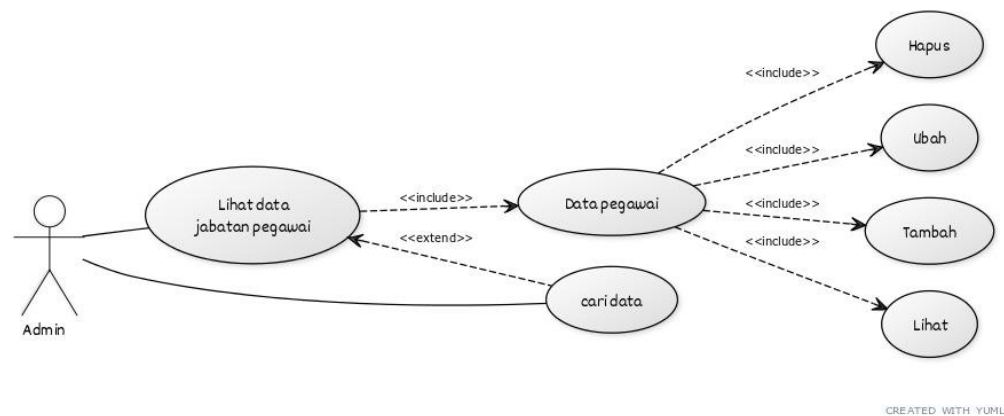 Hapus
<<include>>
<<include>>
Ubah
Lihat data
jabatan pegawai
<<include>>
Data pegawai
<<include>>
Tambah
<<extend>>
<<include>>
cari data
Lihat
Admin
CREATED WITH YUML